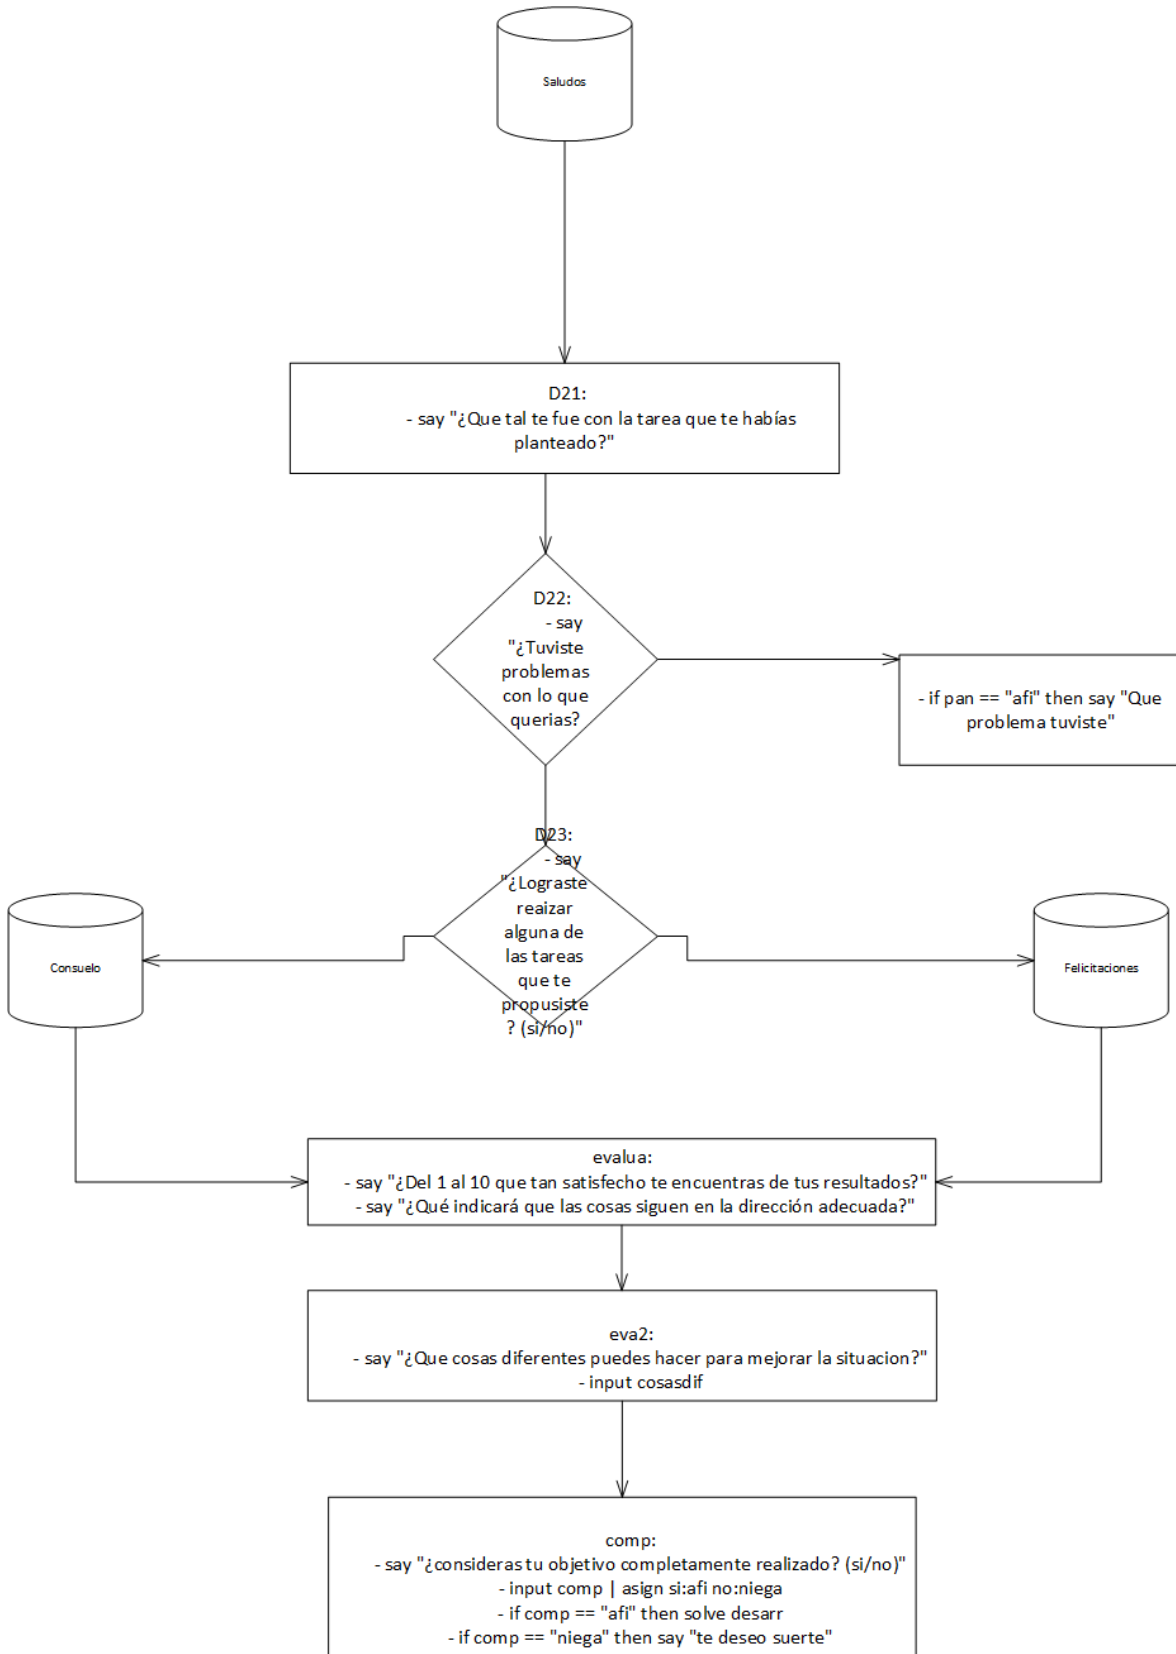 Saludos
D21:
- say "¿Que tal te fue con la tarea que te habías
planteado?"
D22:
- say
"¿Tuviste
problemas
con lo que
querias?
- if pan == "afi" then say "Que
problema tuviste"
D23:
- say
"¿Lograste
reaizar
alguna de
las tareas
que te
propusiste
? (si/no)"
Consuelo
Felicitaciones
evalua:
- say "¿Del 1 al 10 que tan satisfecho te encuentras de tus resultados?"
- say "¿Qué indicará que las cosas siguen en la dirección adecuada?"
eva2:
- say "¿Que cosas diferentes puedes hacer para mejorar la situacion?"
- input cosasdif
comp:
- say "¿consideras tu objetivo completamente realizado? (si/no)"
- input comp | asign si:afi no:niega
- if comp == "afi" then solve desarr
- if comp == "niega" then say "te deseo suerte"